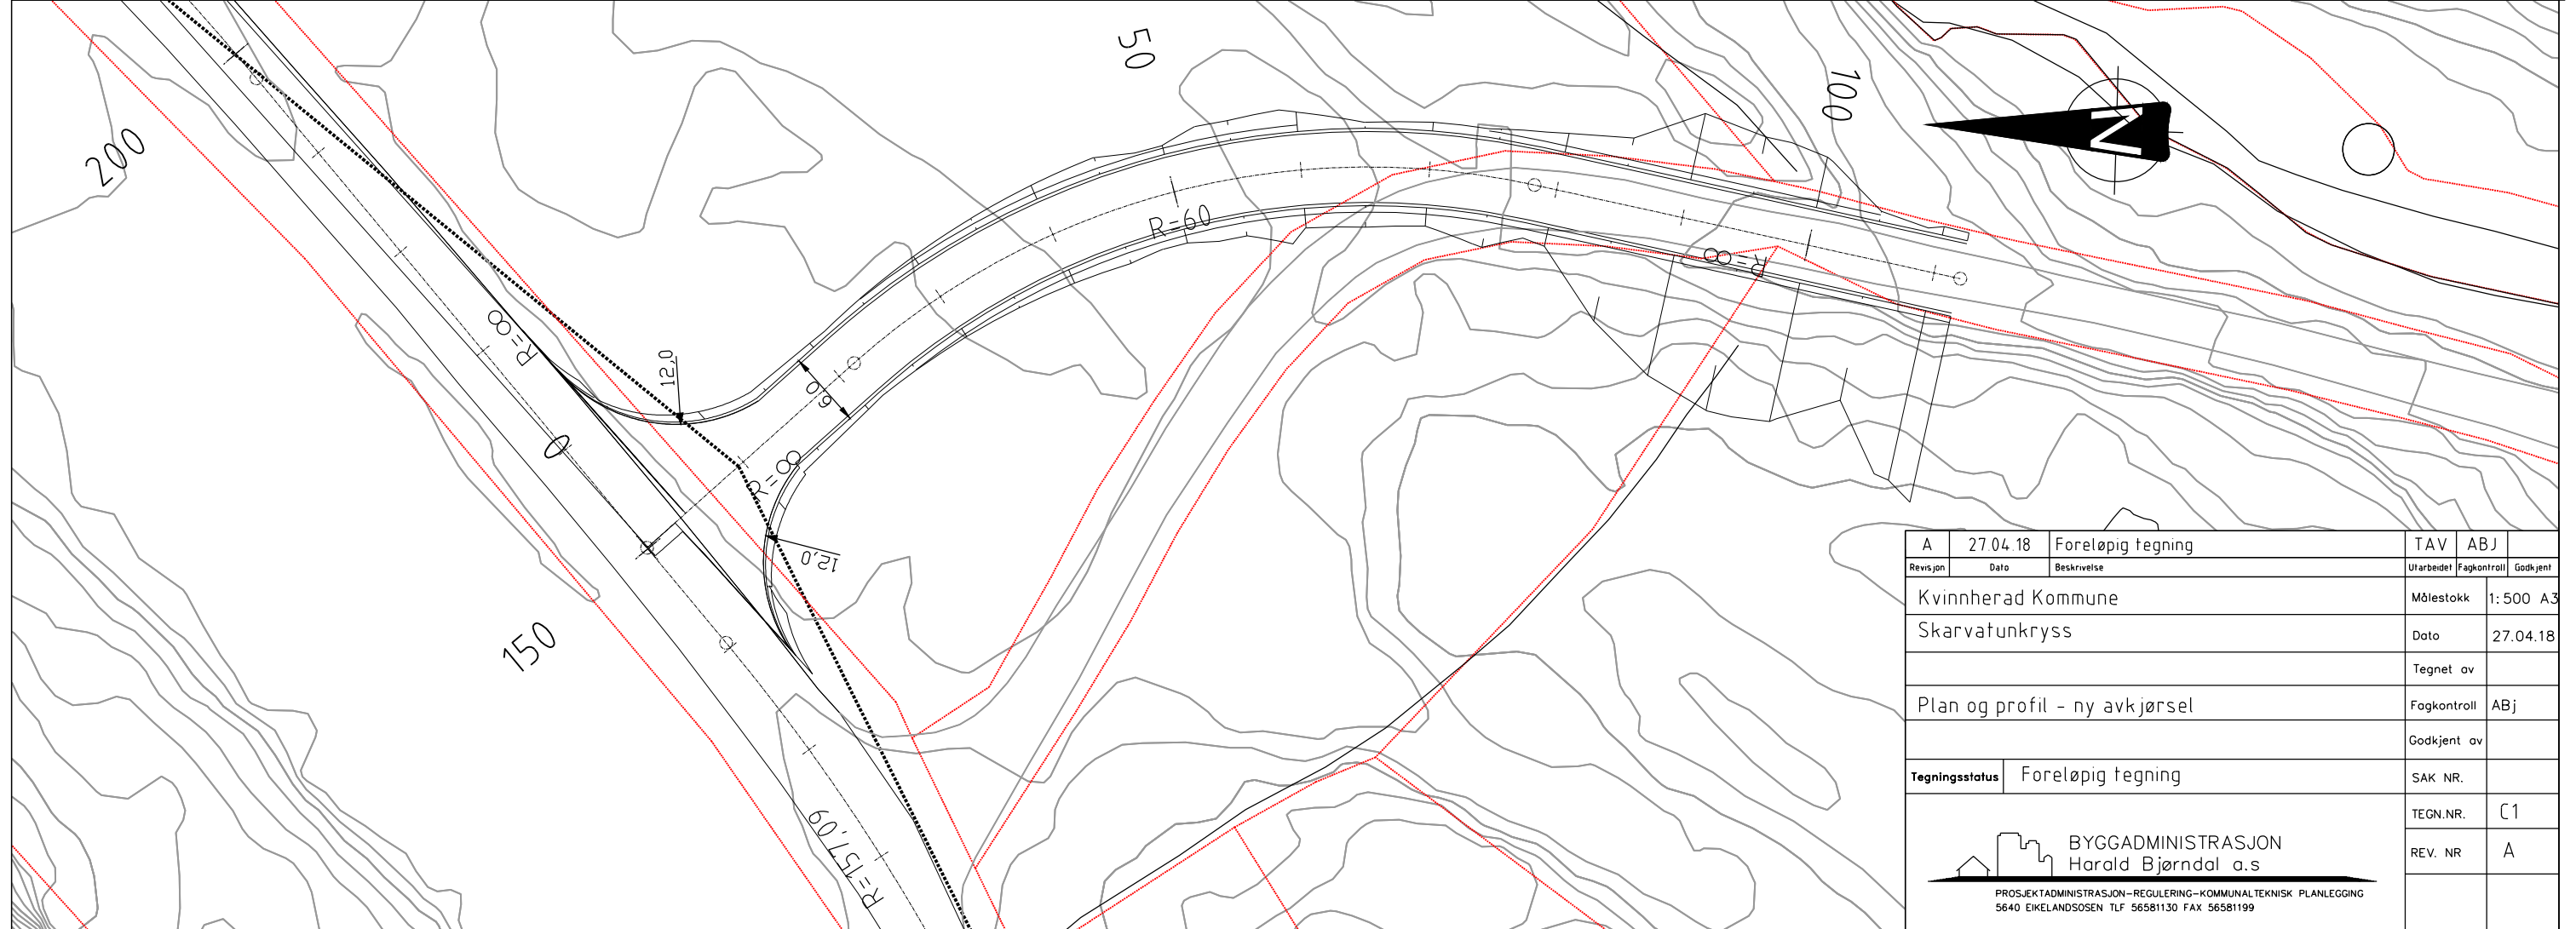 50
100
200
N
R=60
R=∞
R=∞
12,0
6,0
R=∞
12,0
150
R=157,09
A 27.04.18 Foreløpig tegning TAV ABJ
Revisjon Dato Beskrivelse Utarbeidet Fagkontroll Godkjent
Kvinnherad Kommune Målestokk 1:500 A3
Skarvatunkryss Dato 27.04.18
Tegnet av
Plan og profil - ny avkjørsel Fagkontroll ABj
Godkjent av
Tegningsstatus Foreløpig tegning SAK NR.
TEGN.NR. C1
BYGGADMINISTRASJON
Harald Bjørndal a.s
REV. NR A
PROSJEKTADMINISTRASJON-REGULERING-KOMMUNALTEKNISK PLANLEGGING
5640 EIKELANDSOSEN TLF 56581130 FAX 56581199